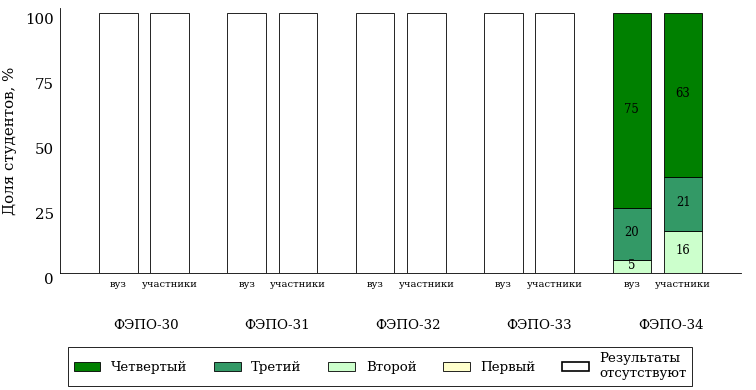 Доля студентов, %
100
75
50
25
0
75
20
5
63
21
16
вуз участники вуз участники вуз участники вуз участники вуз участники
ФЭПО-30 ФЭПО-31 ФЭПО-32 ФЭПО-33 ФЭПО-34
Четвертый Третий Второй Первый Результаты
отсутствуют